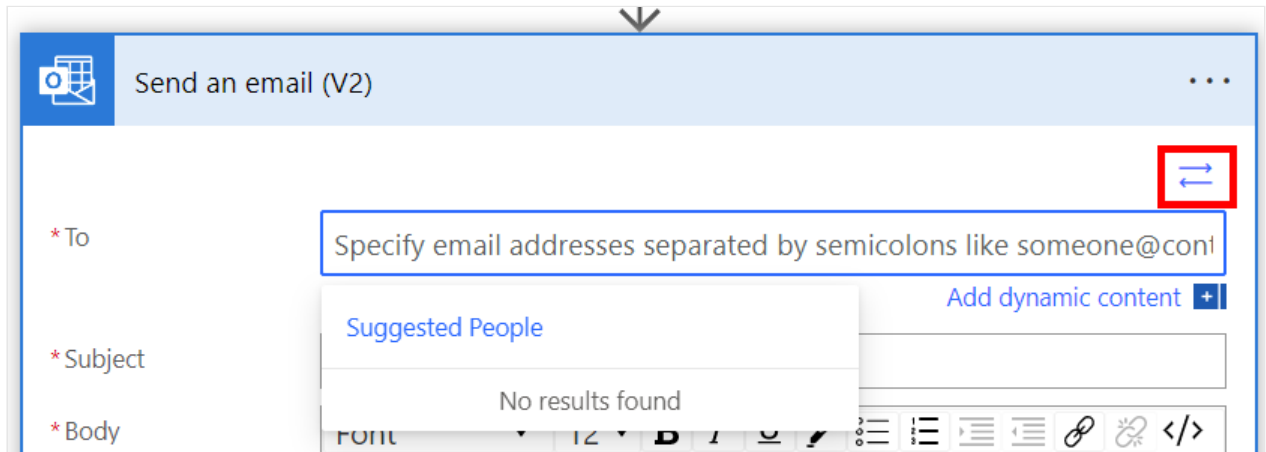 Send an email (V2)
* To
Specify email addresses separated by semicolons like someone@cont
Add dynamic content
Suggested People
* Subject
No results found
* Body
Font 12 B I U </>